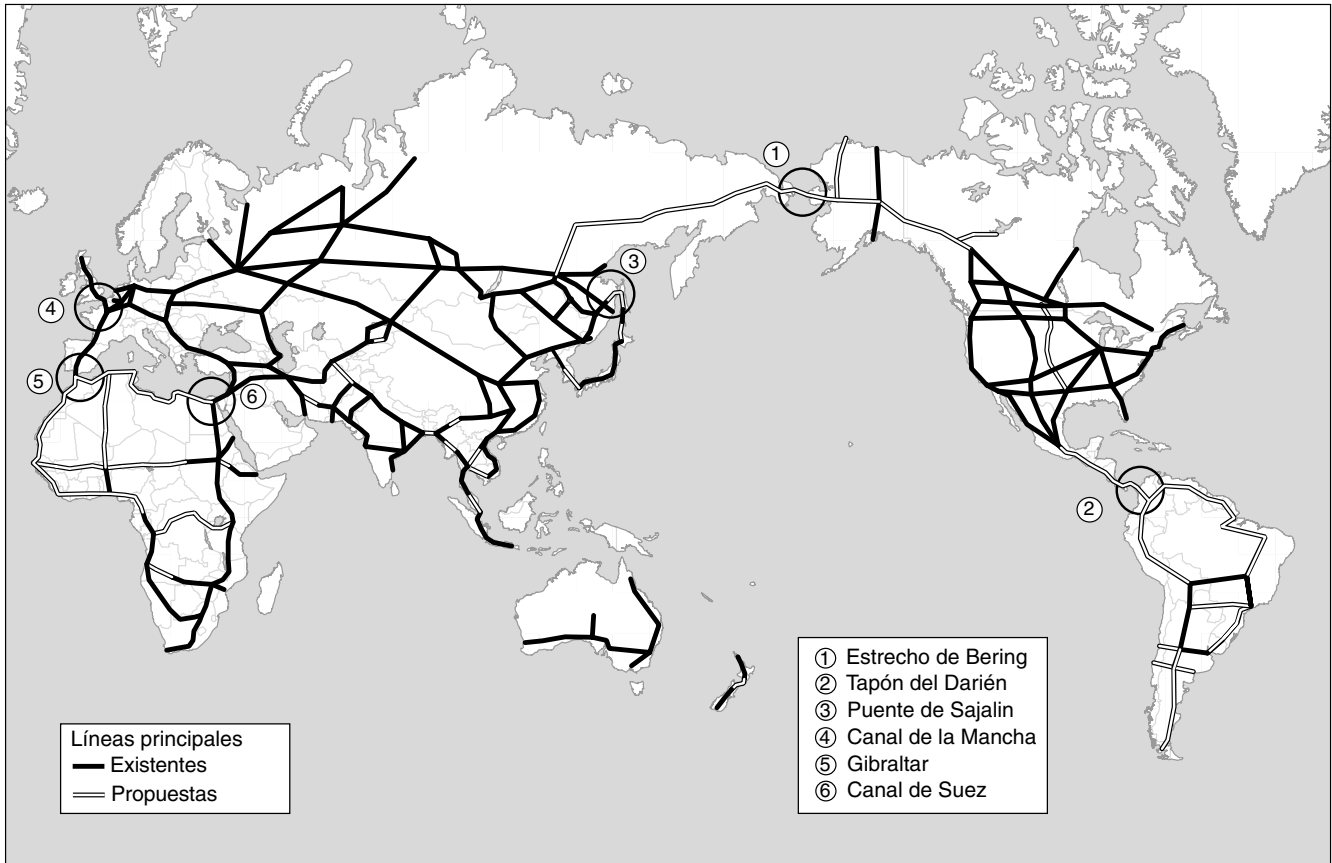 ①
③
④
⑤
⑥
②
Líneas principales
Existentes
Propuestas
① Estrecho de Bering
② Tapón del Darién
③ Puente de Sajalin
④ Canal de la Mancha
⑤ Gibraltar
⑥ Canal de Suez